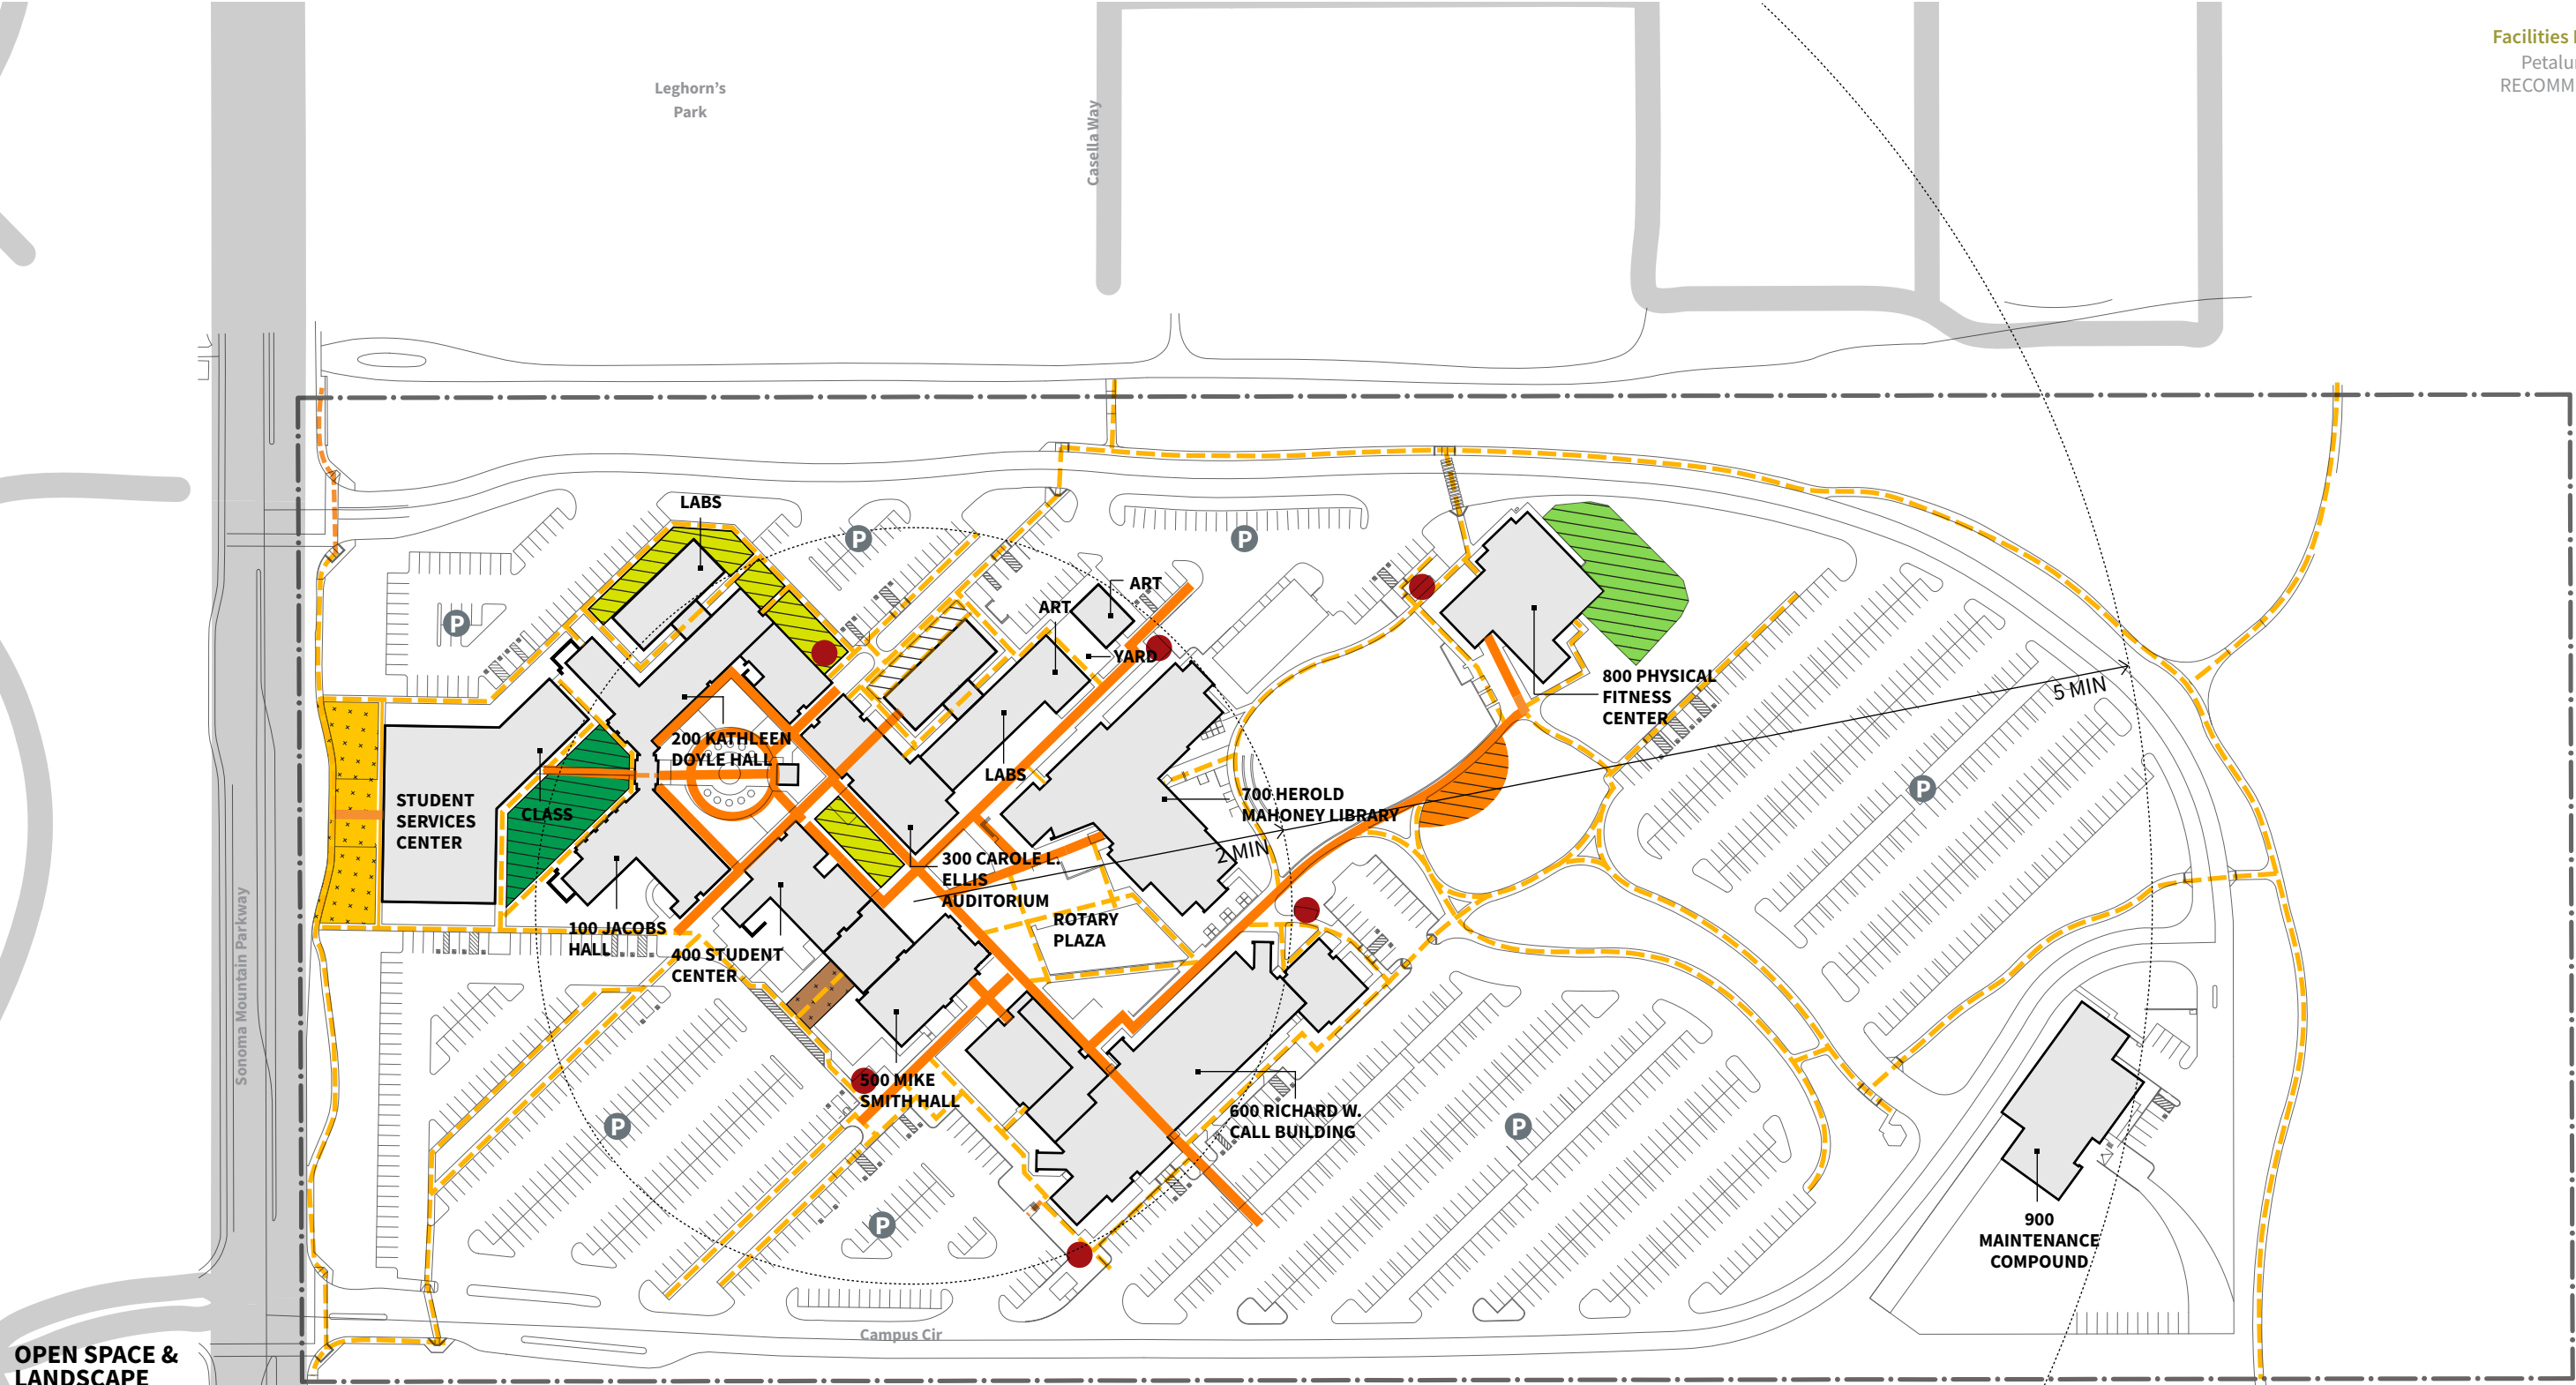 Facilities
Petalu
RECOMM
Leghorn's
Park
Casella Way
LABS
P
P
P
ART
ART
YARD
800 PHYSICAL
FITNESS
CENTER
5 MIN
200 KATHLEEN
DOYLE HALL
LABS
P
700 HEROLD
MAHONEY LIBRARY
STUDENT
SERVICES
CENTER
CLASS
2 MIN
300 CAROLE L.
ELLIS
AUDITORIUM
ROTARY
PLAZA
100 JACOBS
HALL
400 STUDENT
CENTER
Sonoma Mountain Parkway
500 MIKE
SMITH HALL
600 RICHARD W.
CALL BUILDING
P
P
P
900
MAINTENANCE
COMPOUND
Campus Cir
OPEN SPACE &
LANDSCAPE